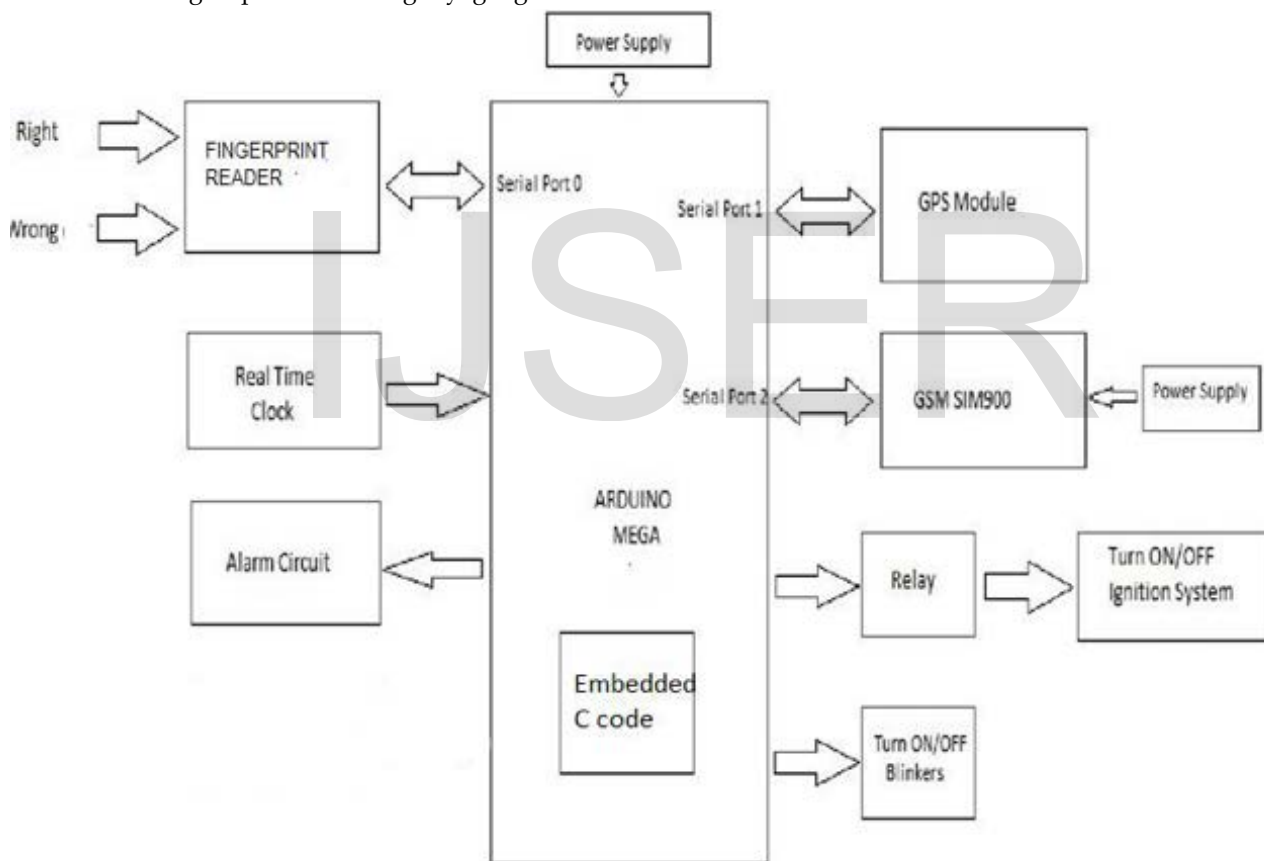 Power Supply
Right
FINGERPRINT
READER
Serial Port 0
Wrong
Serial Port 1
GPS Module
Real Time
Clock
Serial Port 2
GSM SIM900
Power Supply
ARDUINO
MEGA
Alarm Circuit
Relay
Turn ON/OFF
Ignition System
Embedded
C code
Turn ON/OFF
Blinkers
IJSER